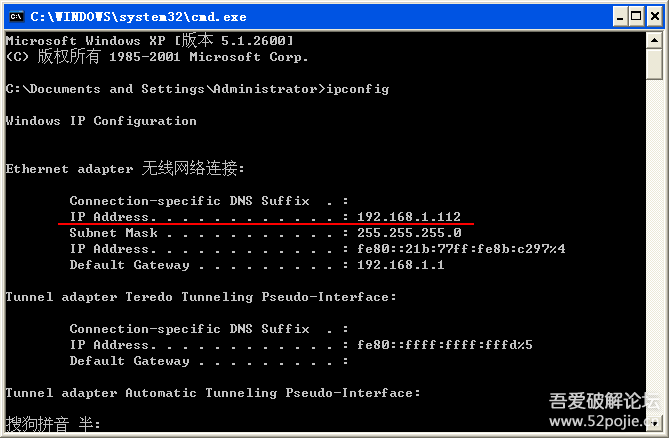 C:\WINDOWS\system32\cmd.exe
Microsoft Windows XP [版本 5.1.2600]
(C) 版权所有 1985-2001 Microsoft Corp.
C:\Documents and Settings\Administrator>ipconfig
Windows IP Configuration
Ethernet adapter 无线网络连接:
Connection-specific DNS Suffix  . :
IP Address. . . . . . . . . . . . : 192.168.1.112
Subnet Mask . . . . . . . . . . . : 255.255.255.0
IP Address. . . . . . . . . . . . : fe80::21b:77ff:fe8b:c297%4
Default Gateway . . . . . . . . . : 192.168.1.1
Tunnel adapter Teredo Tunneling Pseudo-Interface:
Connection-specific DNS Suffix  . :
IP Address. . . . . . . . . . . . : fe80::ffff:ffff:fffd%5
Default Gateway . . . . . . . . . :
Tunnel adapter Automatic Tunneling Pseudo-Interface:
吾爱破解论坛
搜狗拼音 半:
www.52pojie.cn